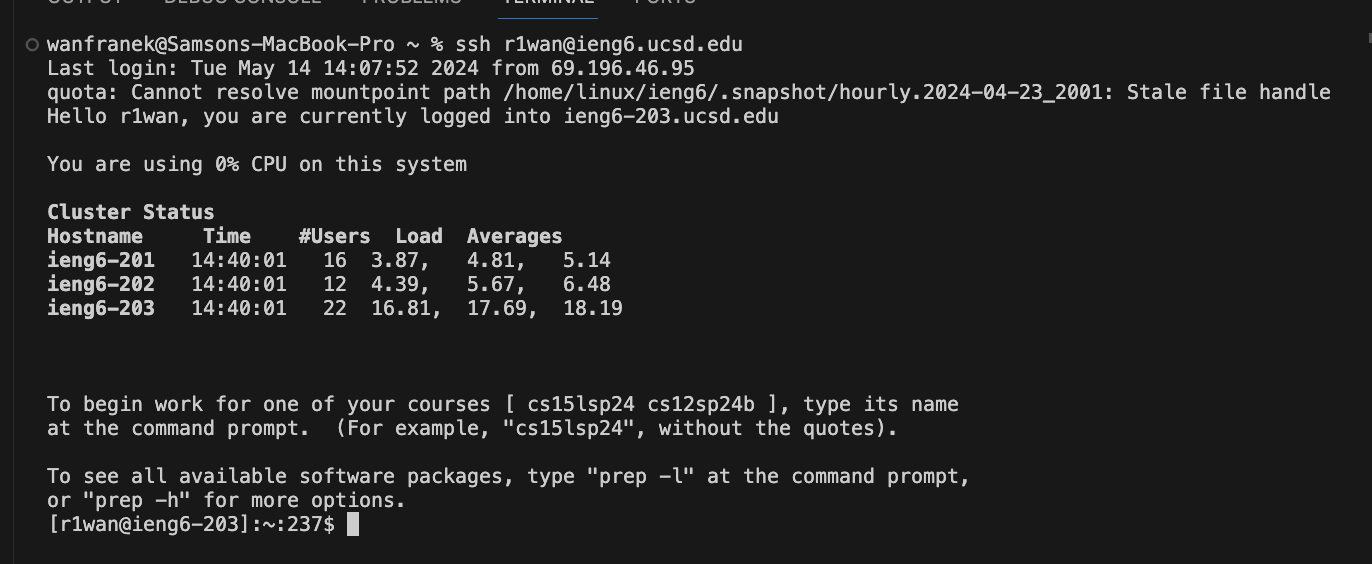 OUTPUT DEBUG CONSOLE PROBLEMS TERMINAL PORTS
wanfranek@Samsons-MacBook-Pro ~ % ssh r1wan@ieng6.ucsd.edu
Last login: Tue May 14 14:07:52 2024 from 69.196.46.95
quota: Cannot resolve mountpoint path /home/linux/ieng6/.snapshot/hourly.2024-04-23_2001: Stale file handle
Hello r1wan, you are currently logged into ieng6-203.ucsd.edu
You are using 0% CPU on this system
Cluster Status
Hostname     Time    #Users  Load  Averages
ieng6-201   14:40:01   16  3.87,   4.81,   5.14
ieng6-202   14:40:01   12  4.39,   5.67,   6.48
ieng6-203   14:40:01   22  16.81,  17.69,  18.19
To begin work for one of your courses [ cs15lsp24 cs12sp24b ], type its name
at the command prompt.  (For example, "cs15lsp24", without the quotes).
To see all available software packages, type "prep -l" at the command prompt,
or "prep -h" for more options.
[r1wan@ieng6-203]:~:237$